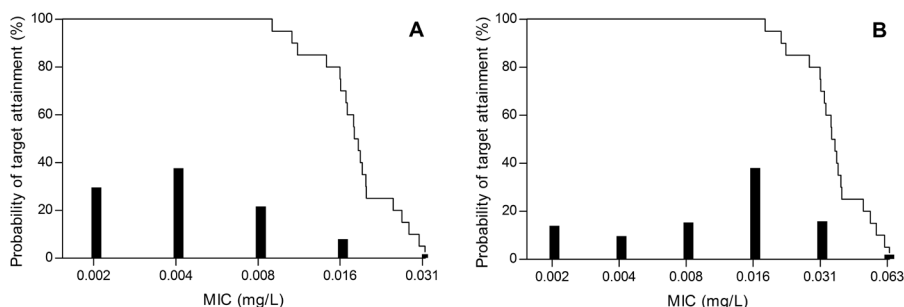 A
Probability of target attainment (%)
100
80
60
40
20
0
0.002 0.004 0.008 0.016 0.031
MIC (mg/L)
B
Probability of target attainment (%)
100
80
60
40
20
0
0.002 0.004 0.008 0.016 0.031 0.063
MIC (mg/L)